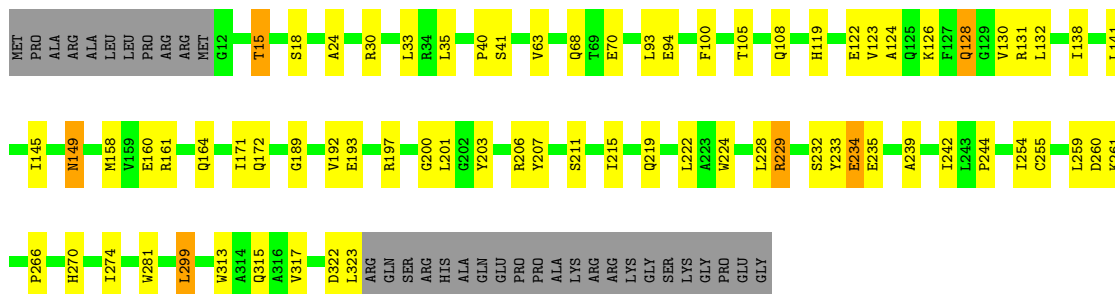 MET PRO ALA ARG ALA LEU LEU PRO ARG ARG MET G12 T15 S18 A24 R30 L33 R34 L35 P40 S41 V63 Q68 T69 E70 L93 E94 F100 T105 Q108 H119 E122 V123 A124 Q125 K126 F127 Q128 G129 V130 R131 L132 I138
I145 N149 M158 V159 E160 R161 Q164 I171 Q172 G189 V192 E193 R197 G200 L201 G202 Y203 R206 Y207 S211 I215 Q219 L222 A223 W224 L228 R229 S232 Y233 E234 E235 A239 I242 L243 P244 I254 C255 L259 D260
P266 H270 I274 W281 L299 W313 A314 Q315 A316 V317 D322 L323 ARG GLN SER ARG HIS ALA GLN GLU PRO PRO ALA LYS ARG ARG LYS GLY SER LYS GLY PRO GLU GLY